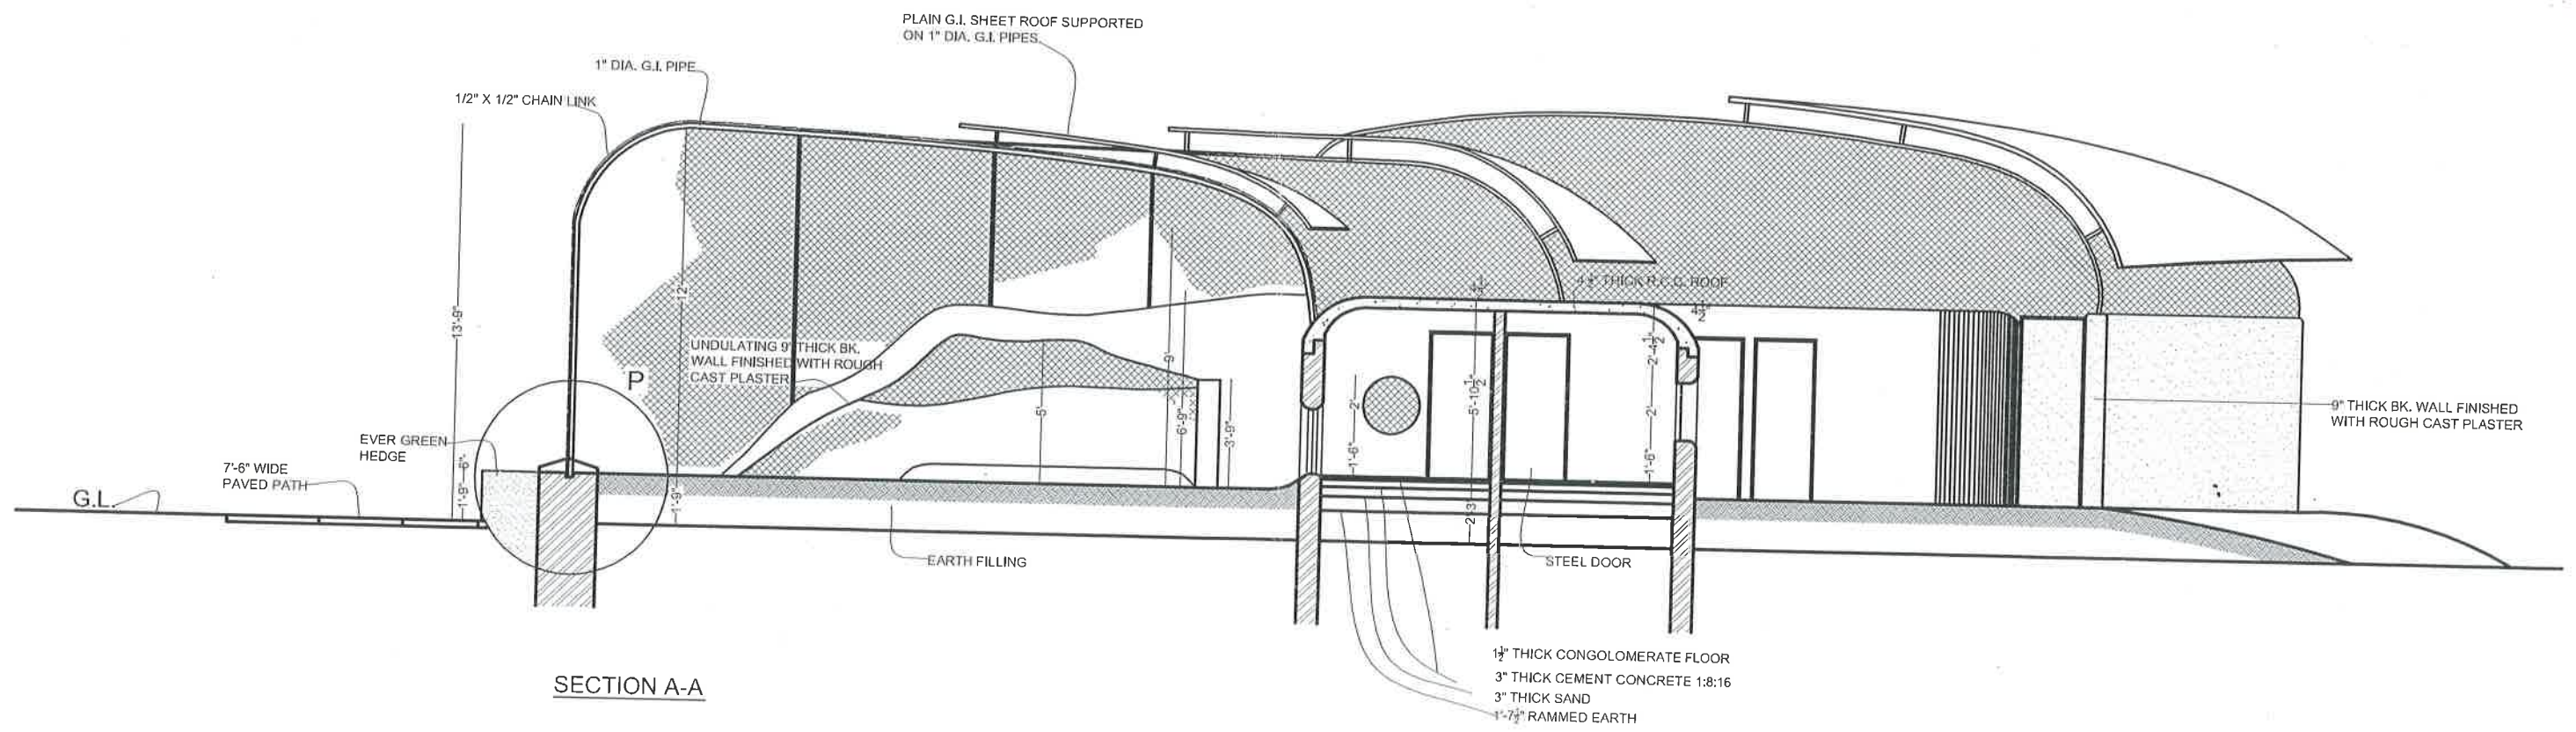 PLAIN G.I. SHEET ROOF SUPPORTED
ON 1" DIA. G.I. PIPES
1" DIA. G.I. PIPE
1/2" X 1/2" CHAIN LINK
13'-9"
12'
UNDULATING 9" THICK BK.
WALL FINISHED WITH ROUGH
CAST PLASTER
P
EVER GREEN
HEDGE
7'-6" WIDE
PAVED PATH
G.L.
1'-9"
6"
1'-9"
5'
9'
6'-9"
3'-9"
EARTH FILLING
4½"
4½" THICK R.C.C. ROOF
4½"
2'
1'-6"
5'-10½"
2'-3"
2'-4½"
2'
1'-6"
STEEL DOOR
9" THICK BK. WALL FINISHED
WITH ROUGH CAST PLASTER
1½" THICK CONGOLOMERATE FLOOR
3" THICK CEMENT CONCRETE 1:8:16
3" THICK SAND
1'-7½" RAMMED EARTH
SECTION A-A